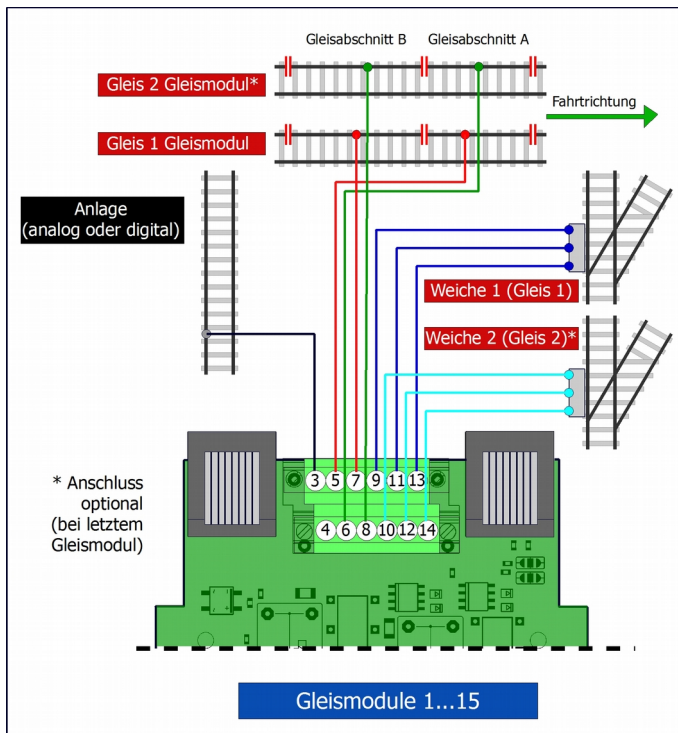 Gleisabschnitt B
Gleisabschnitt A
Gleis 2 Gleismodul*
Fahrtrichtung
Gleis 1 Gleismodul
Anlage
(analog oder digital)
Weiche 1 (Gleis 1)
Weiche 2 (Gleis 2)*
* Anschluss
optional
(bei letztem
Gleismodul)
3 5 7 9 11 13
4 6 8 10 12 14
Gleismodule 1...15